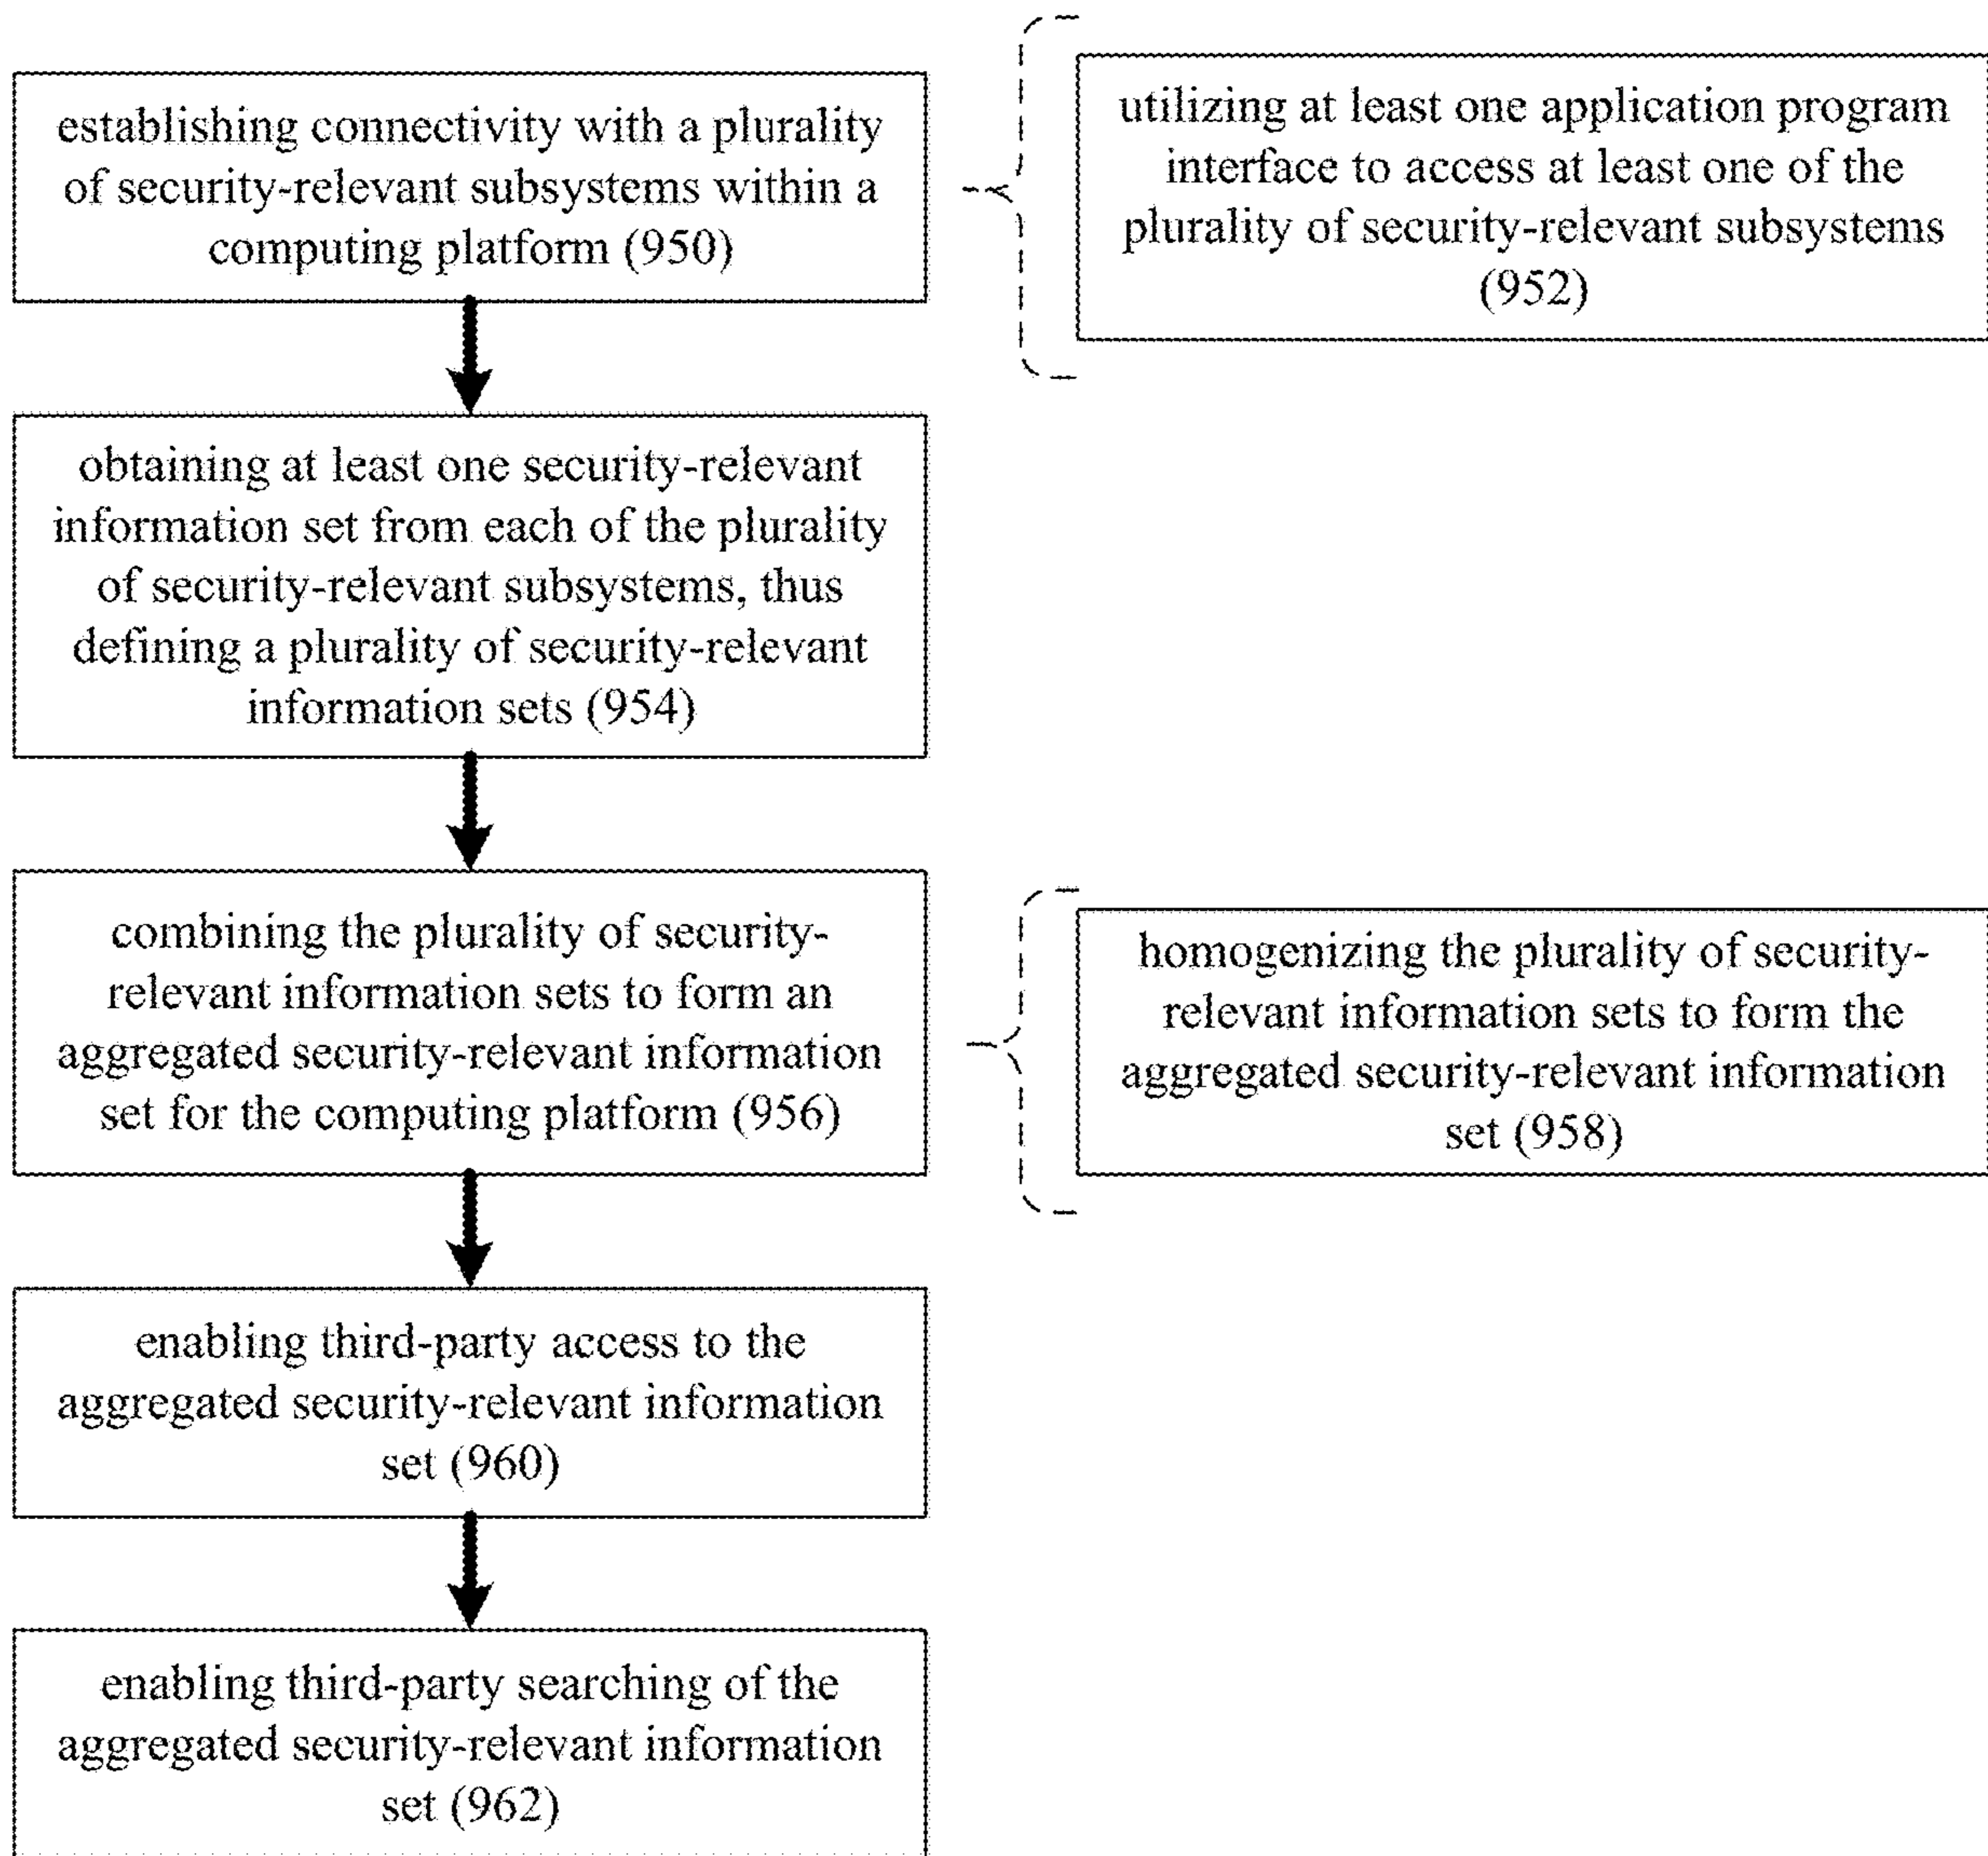 establishing connectivity with a plurality
of security-relevant subsystems within a
computing platform (950)
utilizing at least one application program
interface to access at least one of the
plurality of security-relevant subsystems
(952)
obtaining at least one security-relevant
information set from each of the plurality
of security-relevant subsystems, thus
defining a plurality of security-relevant
information sets (954)
combining the plurality of security-
relevant information sets to form an
aggregated security-relevant information
set for the computing platform (956)
homogenizing the plurality of security-
relevant information sets to form the
aggregated security-relevant information
set (958)
enabling third-party access to the
aggregated security-relevant information
set (960)
enabling third-party searching of the
aggregated security-relevant information
set (962)